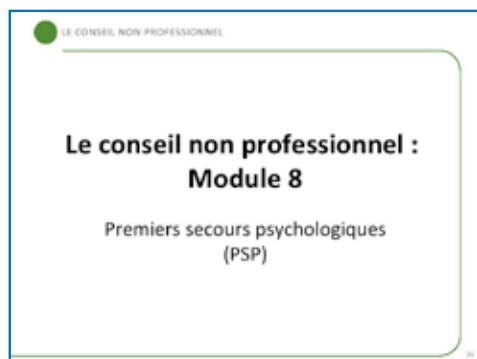 LE CONSEIL NON PROFESSIONNEL
Le conseil non professionnel :
Module 8
Premiers secours psychologiques
(PSP)